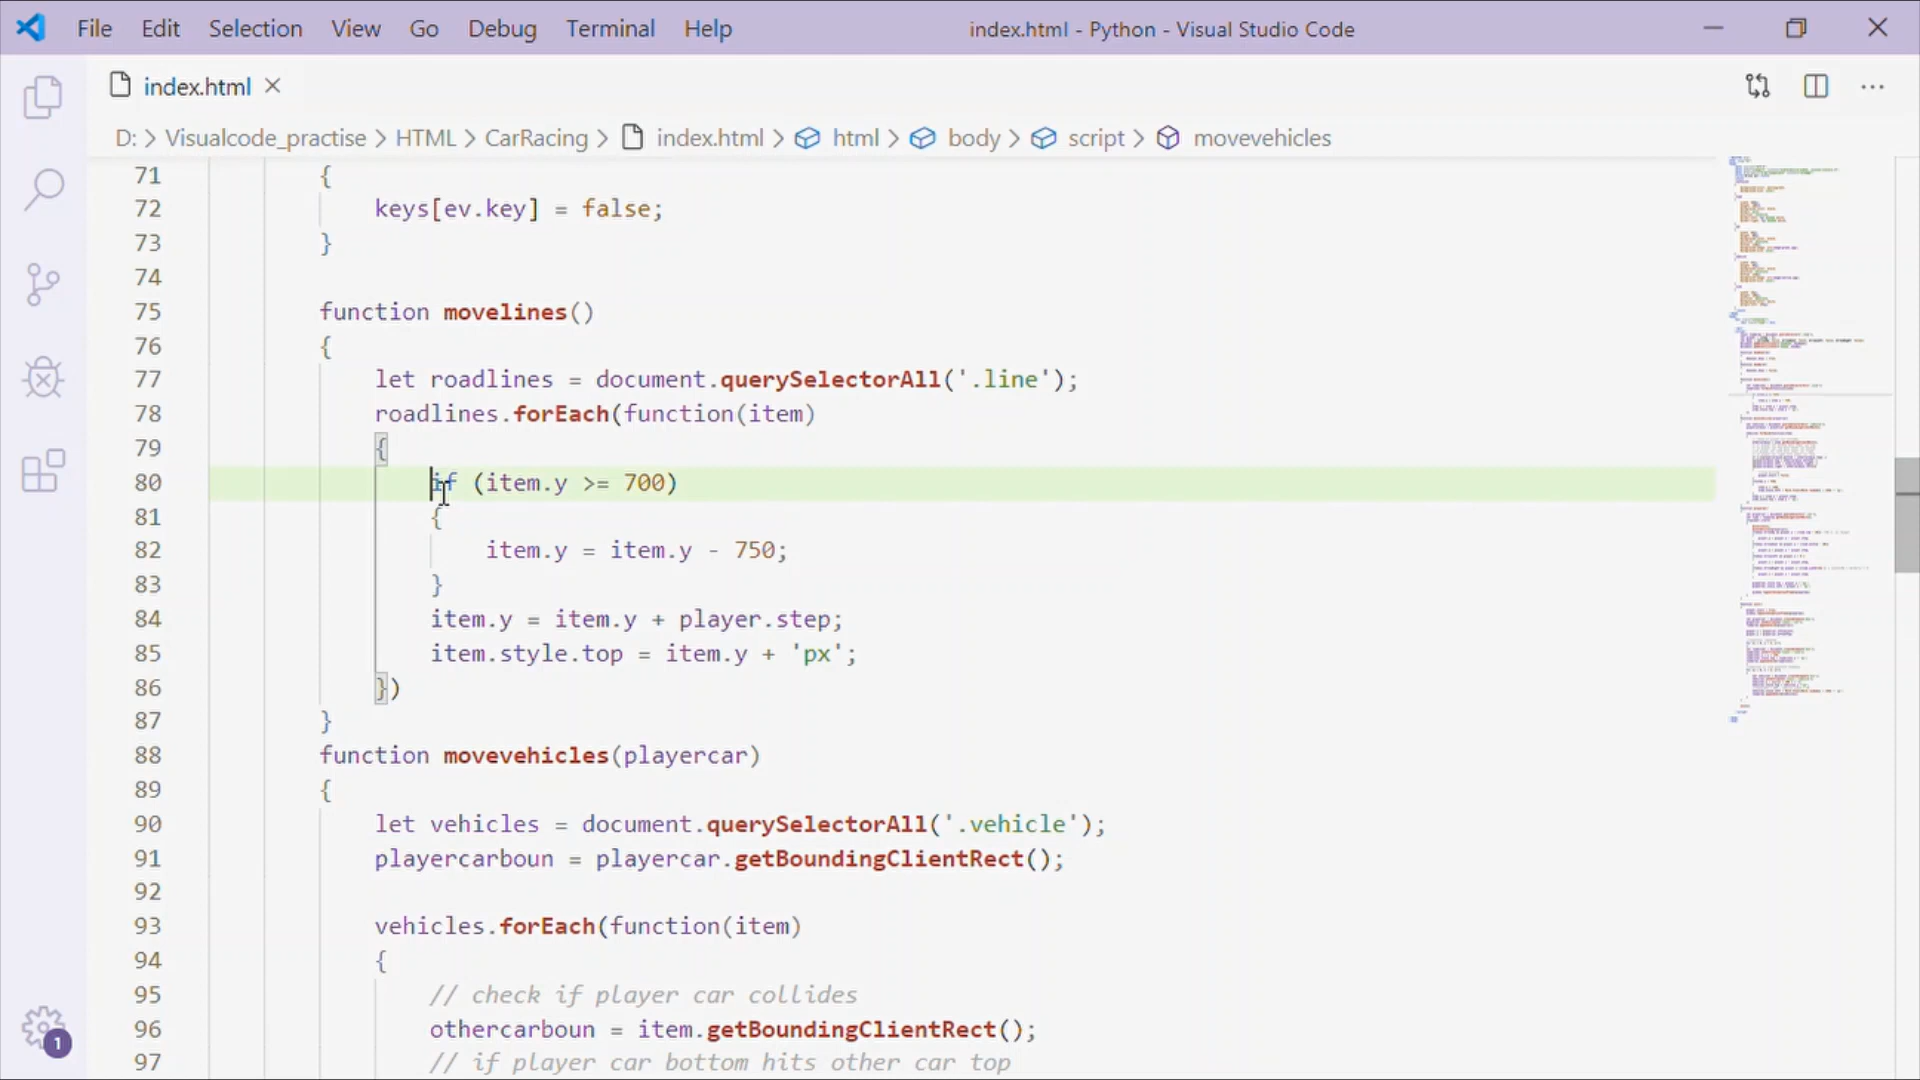 File Edit Selection View Go Debug Terminal Help index.html - Python - Visual Studio Code
index.html
D: > Visualcode_practise > HTML > CarRacing > index.html > html > body > script > movevehicles
71 {
72 keys[ev.key] = false;
73 }
74
75 function movelines()
76 {
77 let roadlines = document.querySelectorAll('.line');
78 roadlines.forEach(function(item)
79 {
80 if (item.y >= 700)
81 {
82 item.y = item.y - 750;
83 }
84 item.y = item.y + player.step;
85 item.style.top = item.y + 'px';
86 })
87 }
88 function movevehicles(playercar)
89 {
90 let vehicles = document.querySelectorAll('.vehicle');
91 playercarboun = playercar.getBoundingClientRect();
92
93 vehicles.forEach(function(item)
94 {
95 // check if player car collides
96 othercarboun = item.getBoundingClientRect();
97 // if player car bottom hits other car top
1